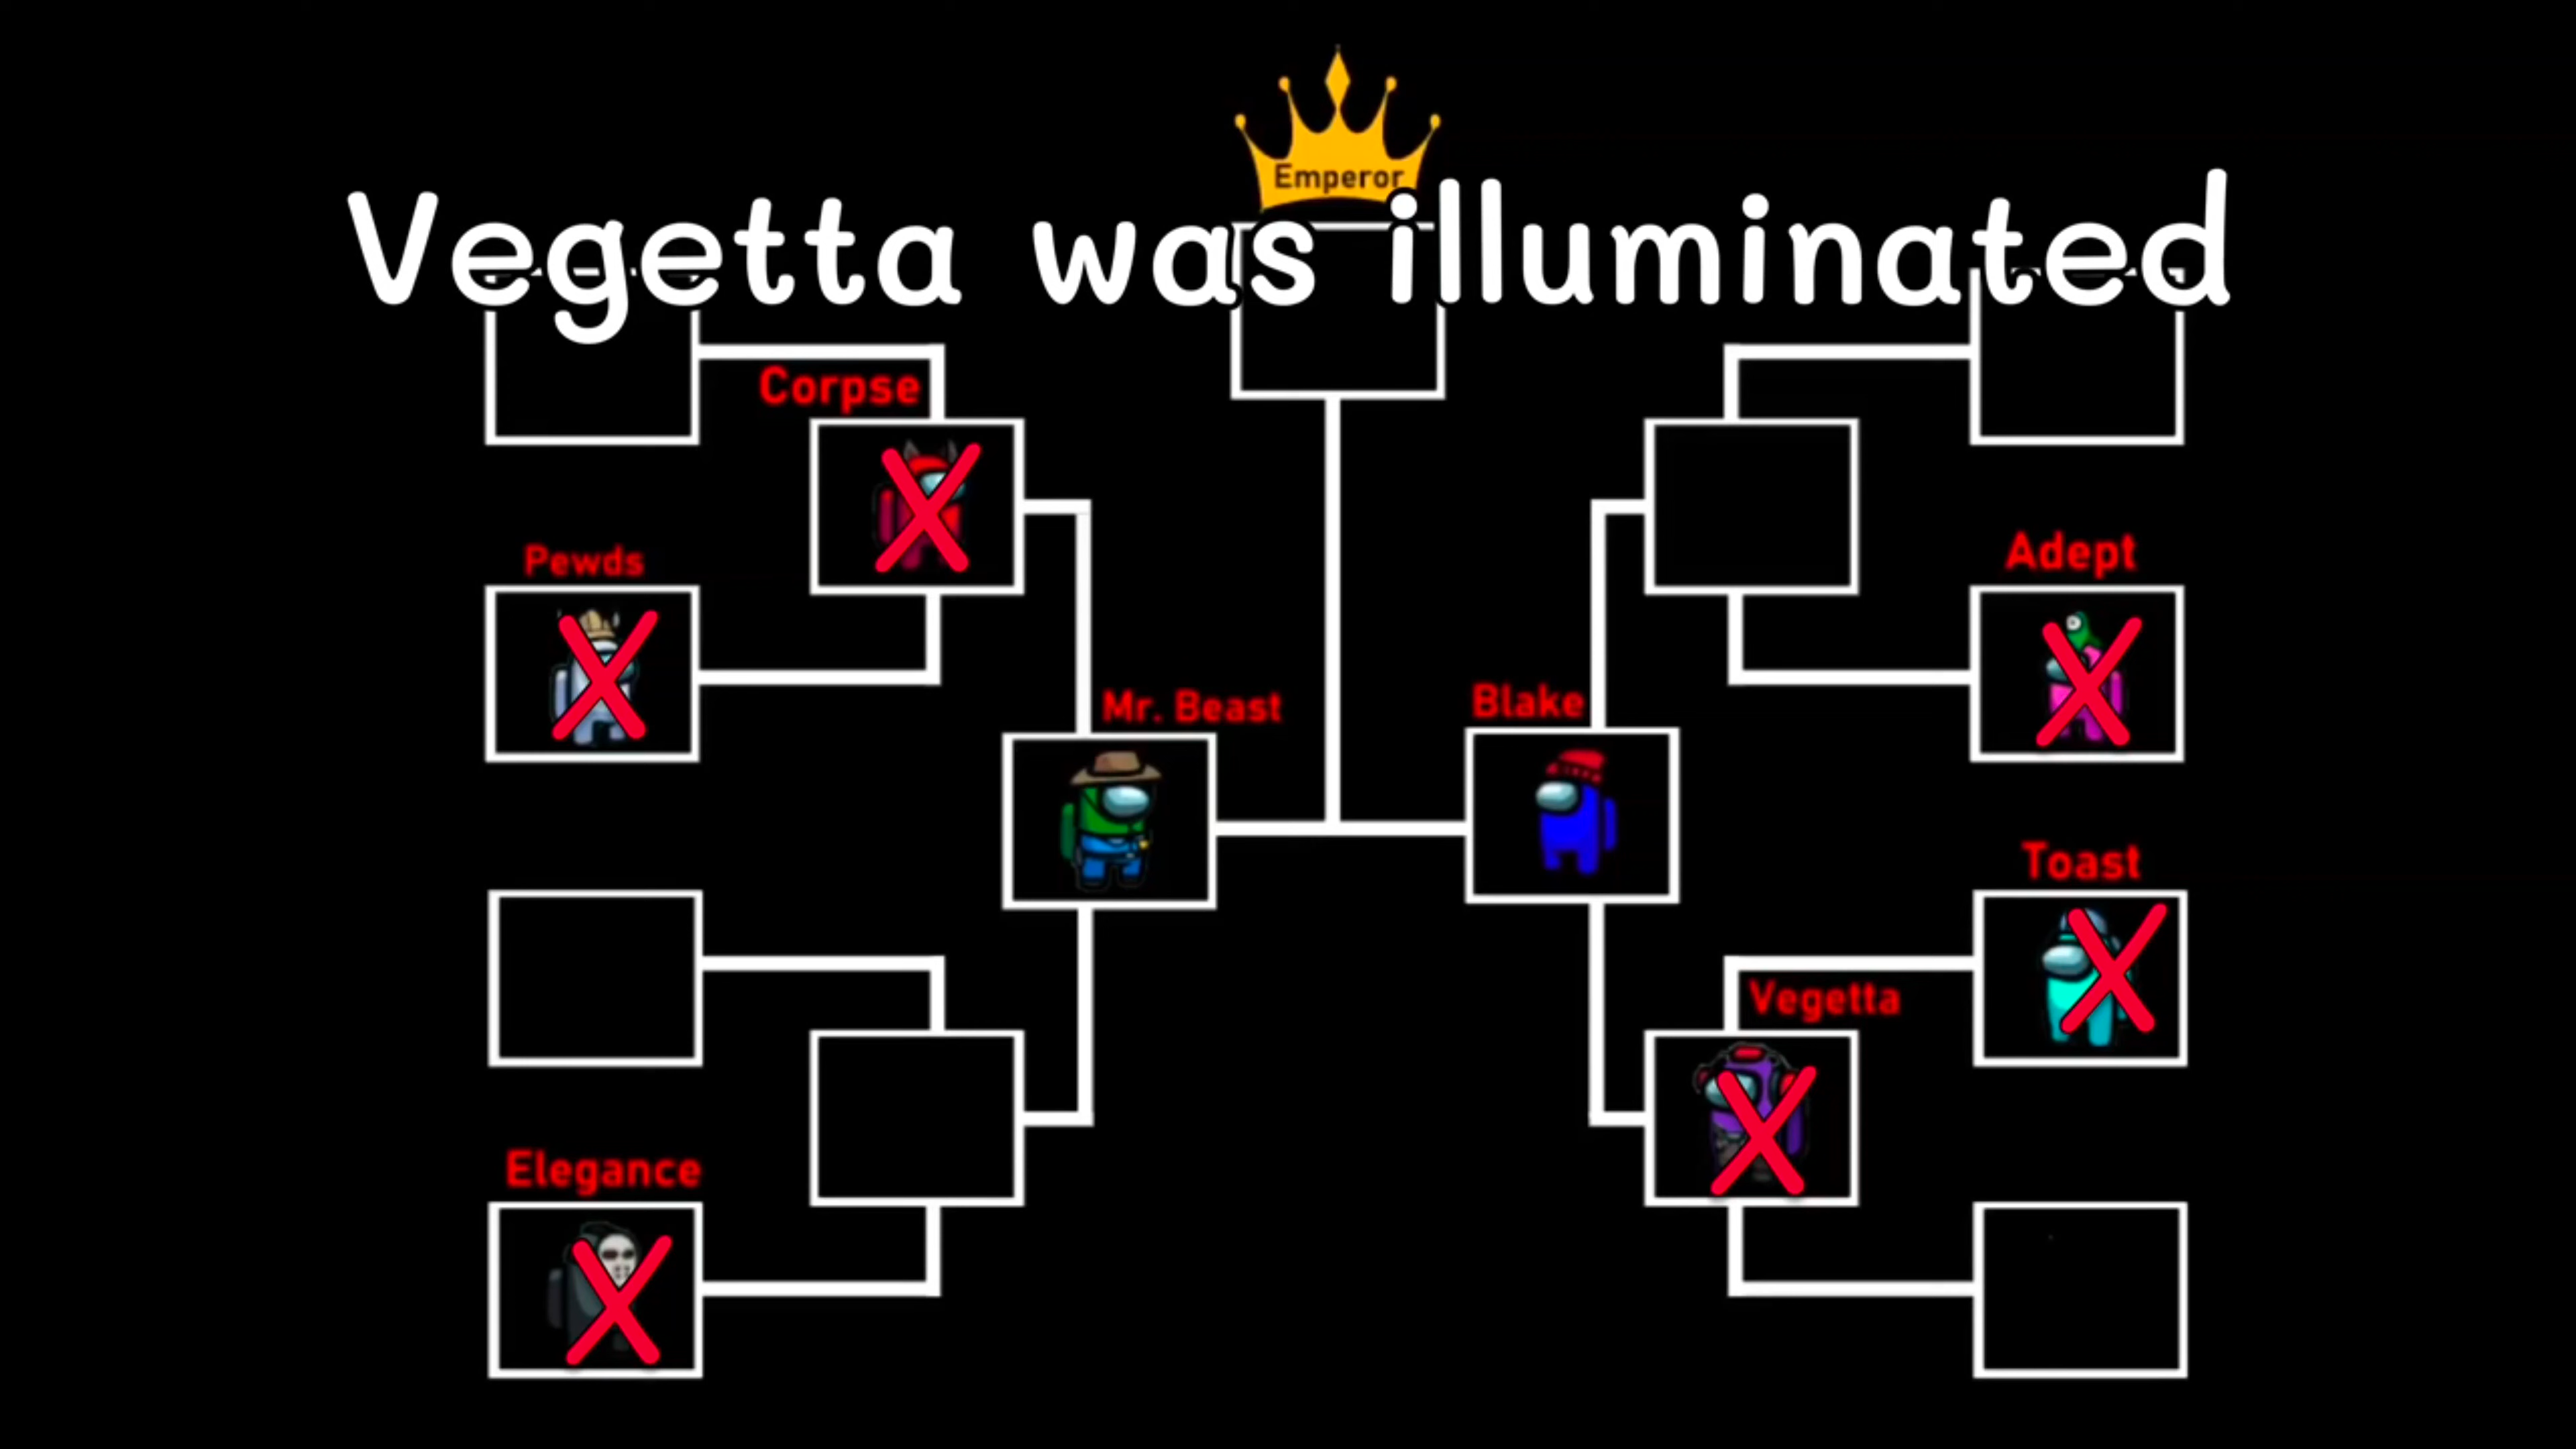 Emperor
Vegetta was illuminated
Corpse
Pewds
Adept
Mr. Beast
Blake
Toast
Vegetta
Elegance